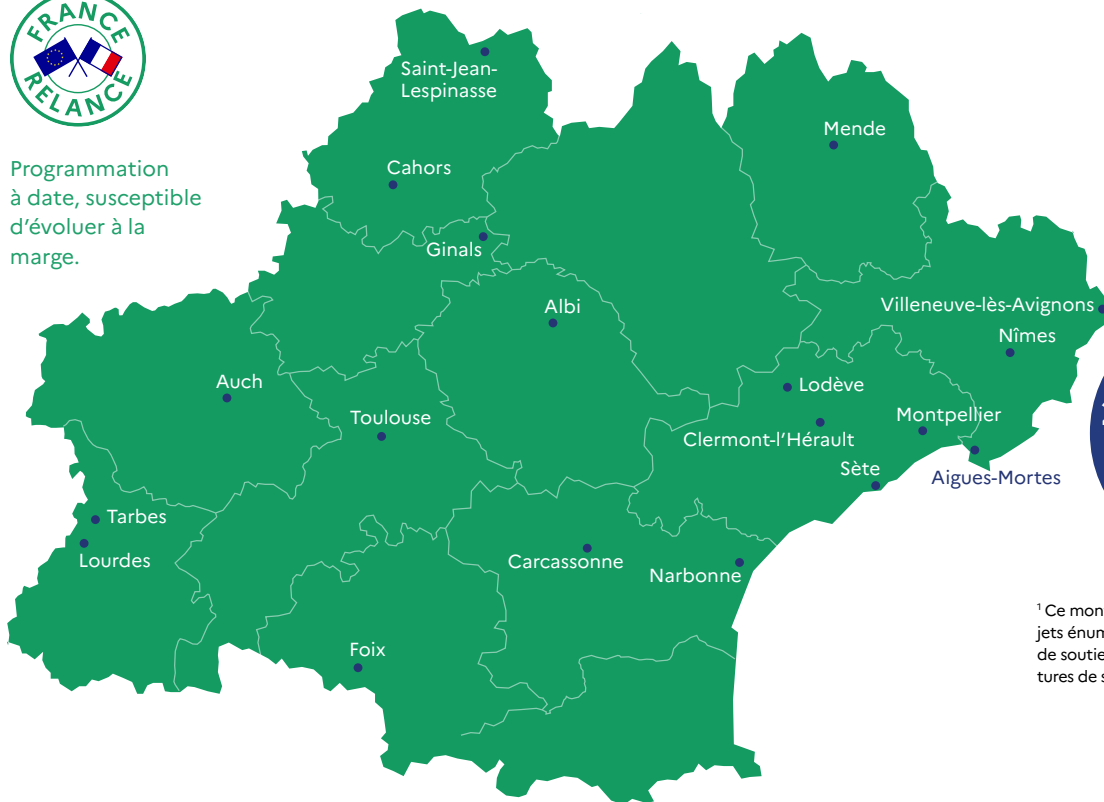 FRANCE
RELANCE
Programmation
à date, susceptible
d'évoluer à la
marge.
Saint-Jean-
Lespinasse
Mende
Cahors
Ginals
Albi
Villeneuve-lès-Avignons
Nîmes
Auch
Lodève
Toulouse
Montpellier
Clermont-l'Hérault
Sète
Aigues-Mortes
Tarbes
Lourdes
Carcassonne
Narbonne
Foix
¹ Ce mon
jets énum
de soutie
tures de s